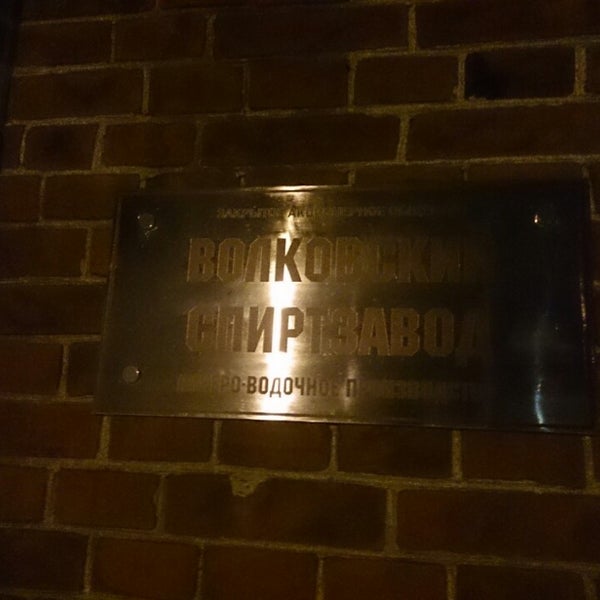 ЗАКРЫТОЕ АКЦИОНЕРНОЕ ОБЩЕСТВО
ВОЛКОВСКИЙ
СПИРТЗАВОД
ЛИКЕРО-ВОДОЧНОЕ ПРОИЗВОДСТВО